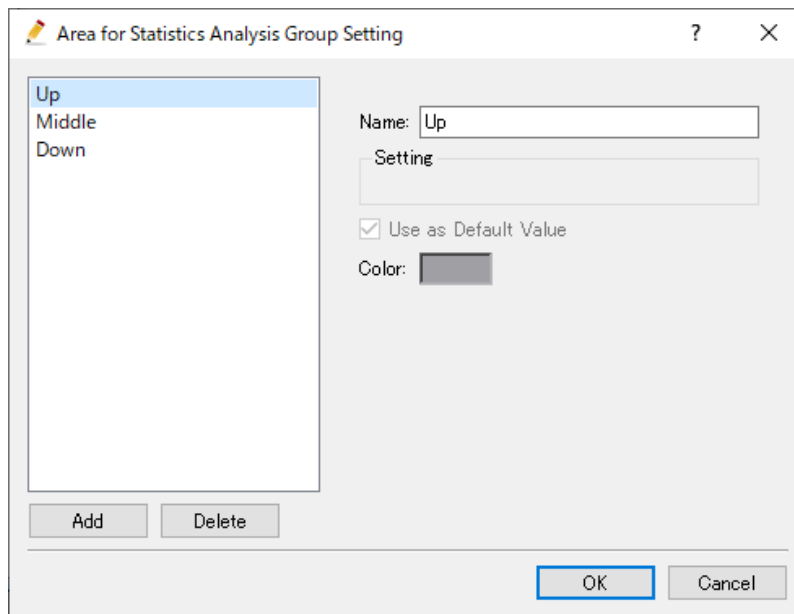 Area for Statistics Analysis Group Setting
?
Up
Middle
Down
Name: Up
Setting
Use as Default Value
Color:
Add Delete
OK Cancel